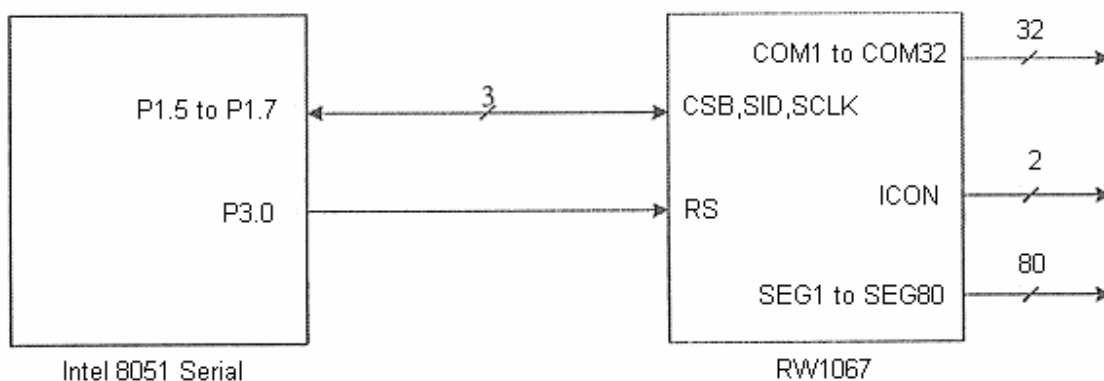 32
COM1 to COM32
3
P1.5 to P1.7
CSB,SID,SCLK
2
ICON
P3.0
RS
80
SEG1 to SEG80
Intel 8051 Serial
RW1067